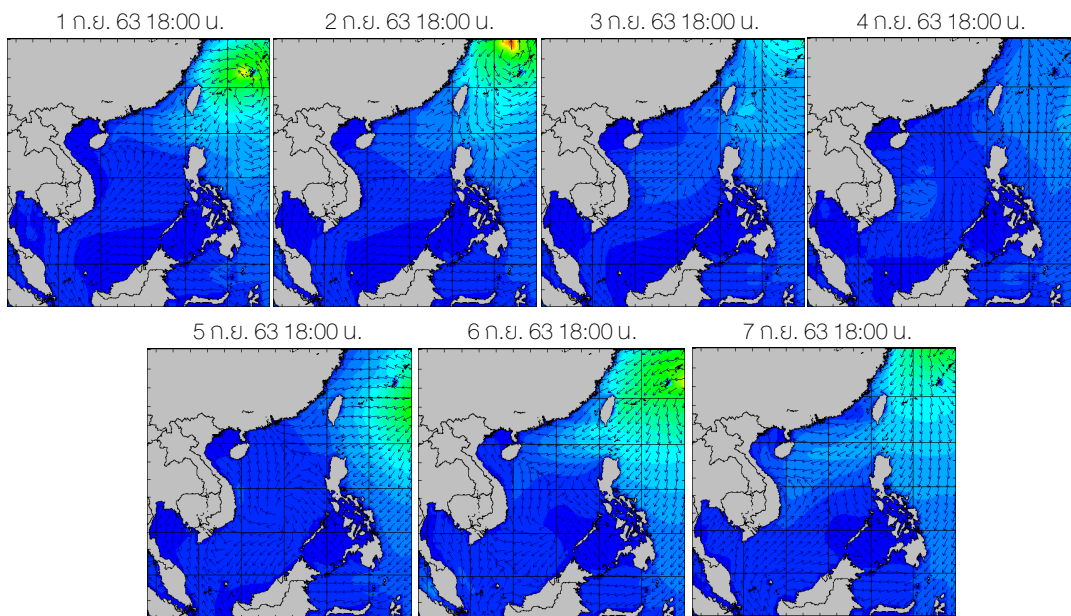 1 ก.ย. 63 18:00 น.
2 ก.ย. 63 18:00 น.
3 ก.ย. 63 18:00 น.
4 ก.ย. 63 18:00 น.
5 ก.ย. 63 18:00 น.
6 ก.ย. 63 18:00 น.
7 ก.ย. 63 18:00 น.